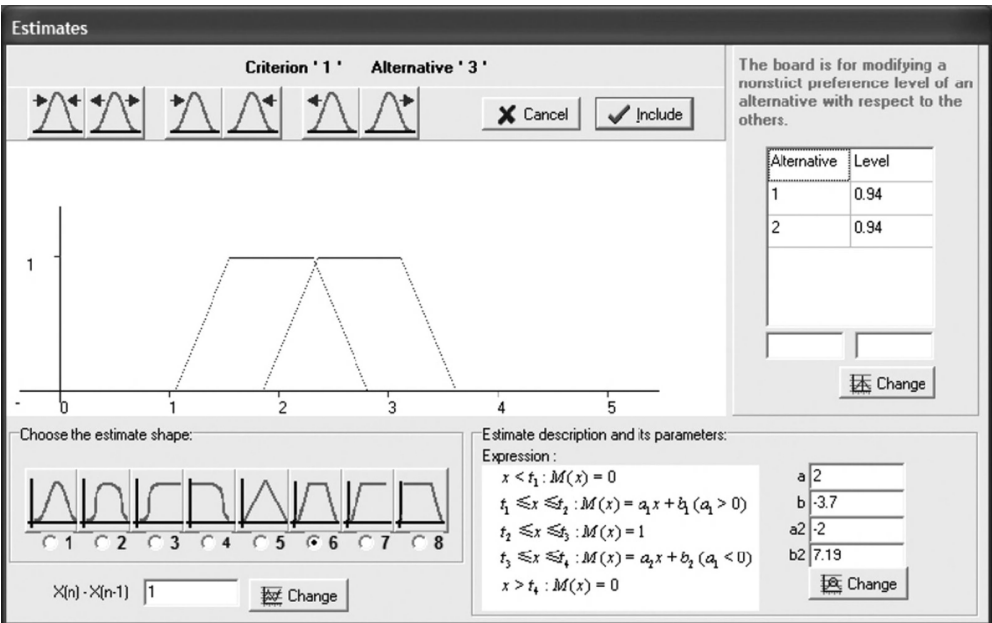 Estimates
Criterion ' 1 ' Alternative ' 3 '
Cancel
Include
The board is for modifying a
nonstrict preference level of an
alternative with respect to the
others.
Alternative Level
1 0.94
2 0.94
Change
1
- 0 1 2 3 4 5
Choose the estimate shape:
1 2 3 4 5 6 7 8
X(n) - X(n-1) 1 Change
Estimate description and its parameters:
Expression :
x < t₁ : M(x) = 0
t₁ ≤ x ≤ t₂ : M(x) = a₁x + b₁ (a₁ > 0)
t₂ ≤ x ≤ t₃ : M(x) = 1
t₃ ≤ x ≤ t₄ : M(x) = a₂x + b₂ (a₁ < 0)
x > t₄ : M(x) = 0
a 2
b -3.7
a2 -2
b2 7.19
Change